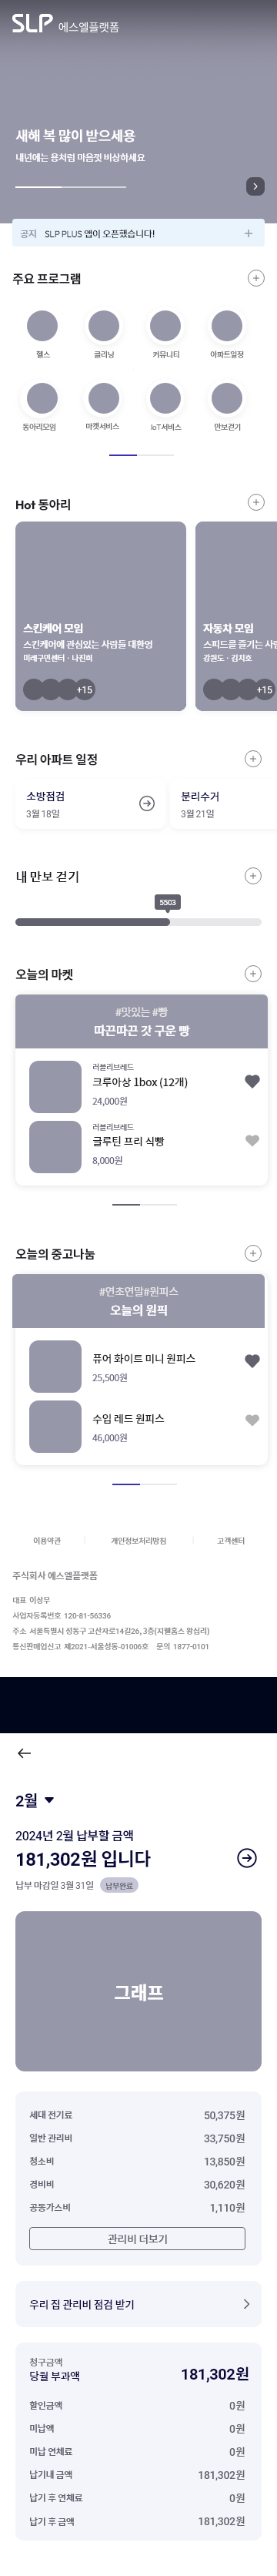 SLP 에스엘플랫폼
새해 복 많이 받으세용
내년에는 용처럼 마음껏 비상하세요
공지 SLP PLUS 앱이 오픈했습니다!
주요 프로그램
헬스 골리닝 커뮤니티 아파트일정
동아리모임 마켓서비스 IoT서비스 만보걷기
Hot 동아리
스킨케어 모임
스킨케어에 관심있는 사람들 대환영
미래구민센터 · 나진희
+15
자동차 모임
스피드를 즐기는 사람
강원도 · 김지호
+15
우리 아파트 일정
소방점검
3월 18일
분리수거
3월 21일
내 만보 걷기
5503
오늘의 마켓
#맛있는 #빵
따끈따끈 갓 구운 빵
러블리브레드
크루아상 1box (12개)
24,000원
러블리브레드
글루틴 프리 식빵
8,000원
오늘의 중고나눔
#연초연말#원피스
오늘의 원픽
퓨어 화이트 미니 원피스
25,500원
수입 레드 원피스
46,000원
이용약관 개인정보처리방침 고객센터
주식회사 에스엘플랫폼
대표 이상무
사업자등록번호 120-81-56336
주소 서울특별시 성동구 고산자로14길26, 3층(지웰홈스 왕십리)
통신판매업신고 제2021-서울성동-01006호 문의 1877-0101
2월
2024년 2월 납부할 금액
181,302원 입니다
납부 마감일 3월 31일 납부완료
그래프
세대 전기료 50,375원
일반 관리비 33,750원
청소비 13,850원
경비비 30,620원
공동가스비 1,110원
관리비 더보기
우리 집 관리비 점검 받기
청구금액
당월 부과액 181,302원
할인금액 0원
미납액 0원
미납 연체료 0원
납기내 금액 181,302원
납기 후 연체료 0원
납기 후 금액 181,302원